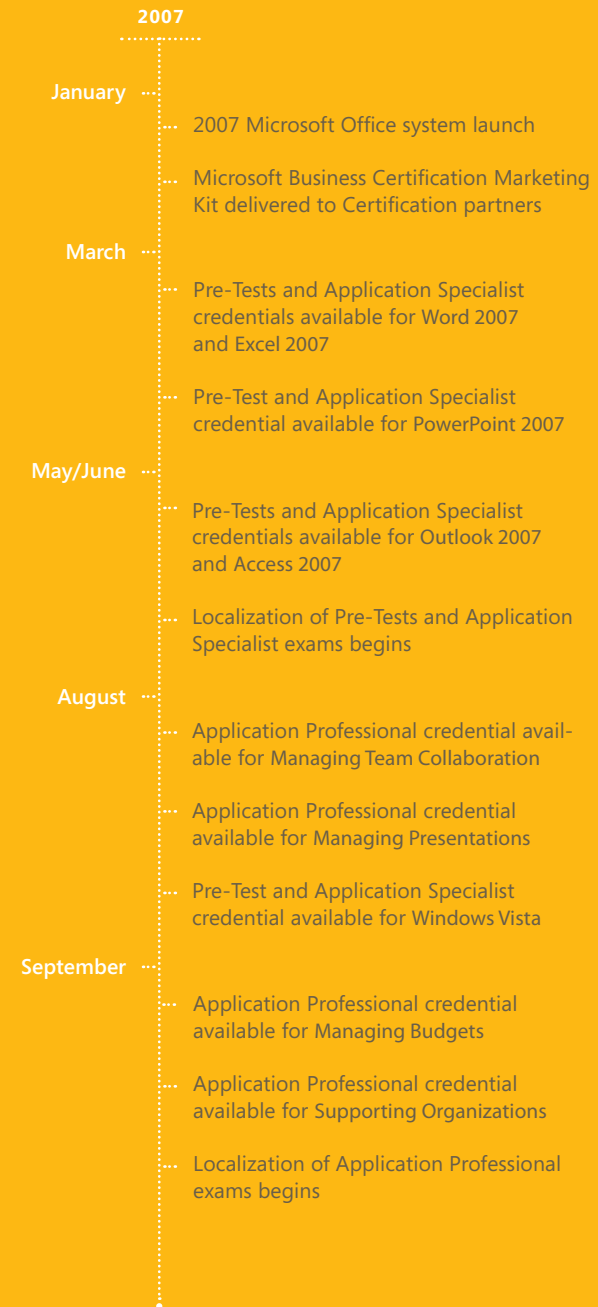 2007
January
2007 Microsoft Office system launch
Microsoft Business Certification Marketing
Kit delivered to Certification partners
March
Pre-Tests and Application Specialist
credentials available for Word 2007
and Excel 2007
Pre-Test and Application Specialist
credential available for PowerPoint 2007
May/June
Pre-Tests and Application Specialist
credentials available for Outlook 2007
and Access 2007
Localization of Pre-Tests and Application
Specialist exams begins
August
Application Professional credential avail-
able for Managing Team Collaboration
Application Professional credential
available for Managing Presentations
Pre-Test and Application Specialist
credential available for Windows Vista
September
Application Professional credential
available for Managing Budgets
Application Professional credential
available for Supporting Organizations
Localization of Application Professional
exams begins